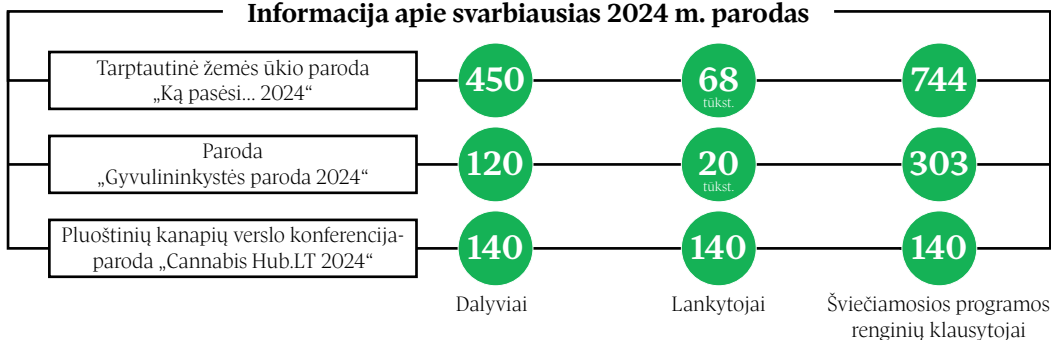 Informacija apie svarbiausias 2024 m. parodas
Tarptautinė žemės ūkio paroda
„Ką pasėsi... 2024“
450
68
tūkst.
744
Paroda
„Gyvulininkystės paroda 2024“
120
20
tūkst.
303
Pluoštinių kanapių verslo konferencija-
paroda „Cannabis Hub.LT 2024“
140
140
140
Dalyviai
Lankytojai
Šviečiamosios programos
renginių klausytojai